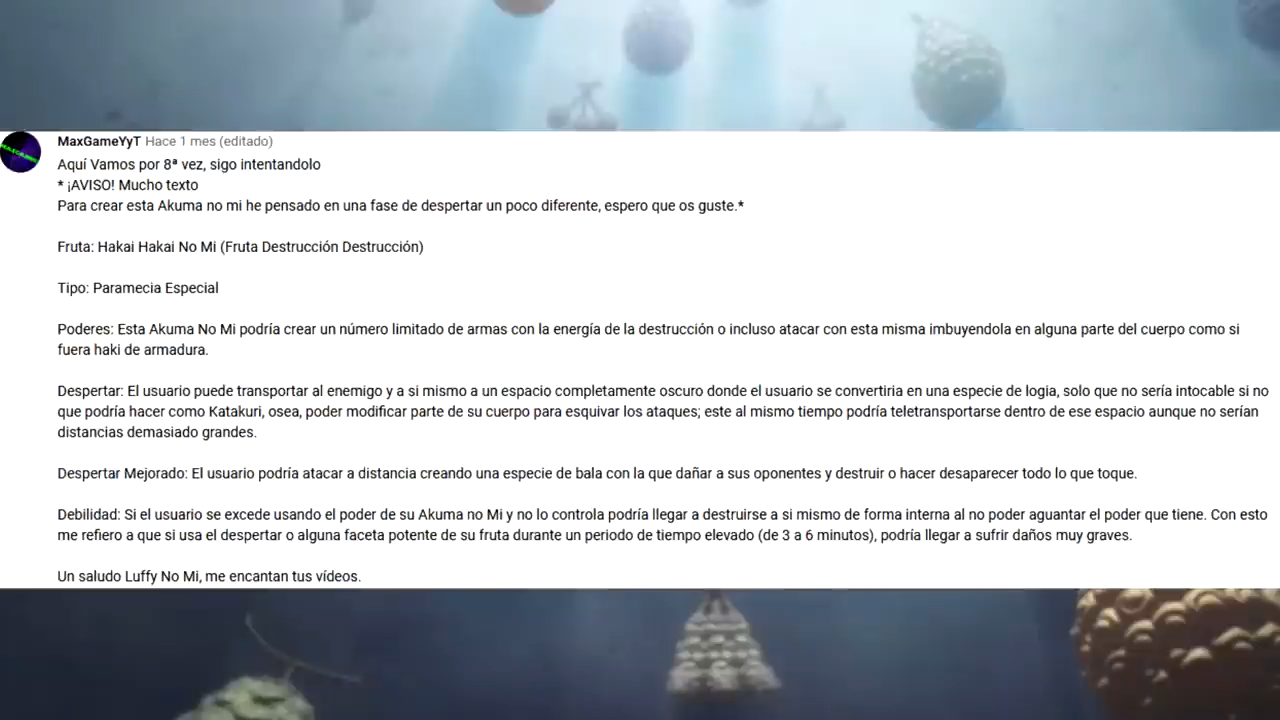 MaxGameYyT Hace 1 mes (editado)
Aquí Vamos por 8ª vez, sigo intentandolo
* ¡AVISO! Mucho texto
Para crear esta Akuma no mi he pensado en una fase de despertar un poco diferente, espero que os guste.*
Fruta: Hakai Hakai No Mi (Fruta Destrucción Destrucción)
Tipo: Paramecia Especial
Poderes: Esta Akuma No Mi podría crear un número limitado de armas con la energía de la destrucción o incluso atacar con esta misma imbuyendola en alguna parte del cuerpo como si
fuera haki de armadura.
Despertar: El usuario puede transportar al enemigo y a si mismo a un espacio completamente oscuro donde el usuario se convertiria en una especie de logia, solo que no sería intocable si no
que podría hacer como Katakuri, osea, poder modificar parte de su cuerpo para esquivar los ataques; este al mismo tiempo podría teletransportarse dentro de ese espacio aunque no serían
distancias demasiado grandes.
Despertar Mejorado: El usuario podría atacar a distancia creando una especie de bala con la que dañar a sus oponentes y destruir o hacer desaparecer todo lo que toque.
Debilidad: Si el usuario se excede usando el poder de su Akuma no Mi y no lo controla podría llegar a destruirse a si mismo de forma interna al no poder aguantar el poder que tiene. Con esto
me refiero a que si usa el despertar o alguna faceta potente de su fruta durante un periodo de tiempo elevado (de 3 a 6 minutos), podría llegar a sufrir daños muy graves.
Un saludo Luffy No Mi, me encantan tus vídeos.